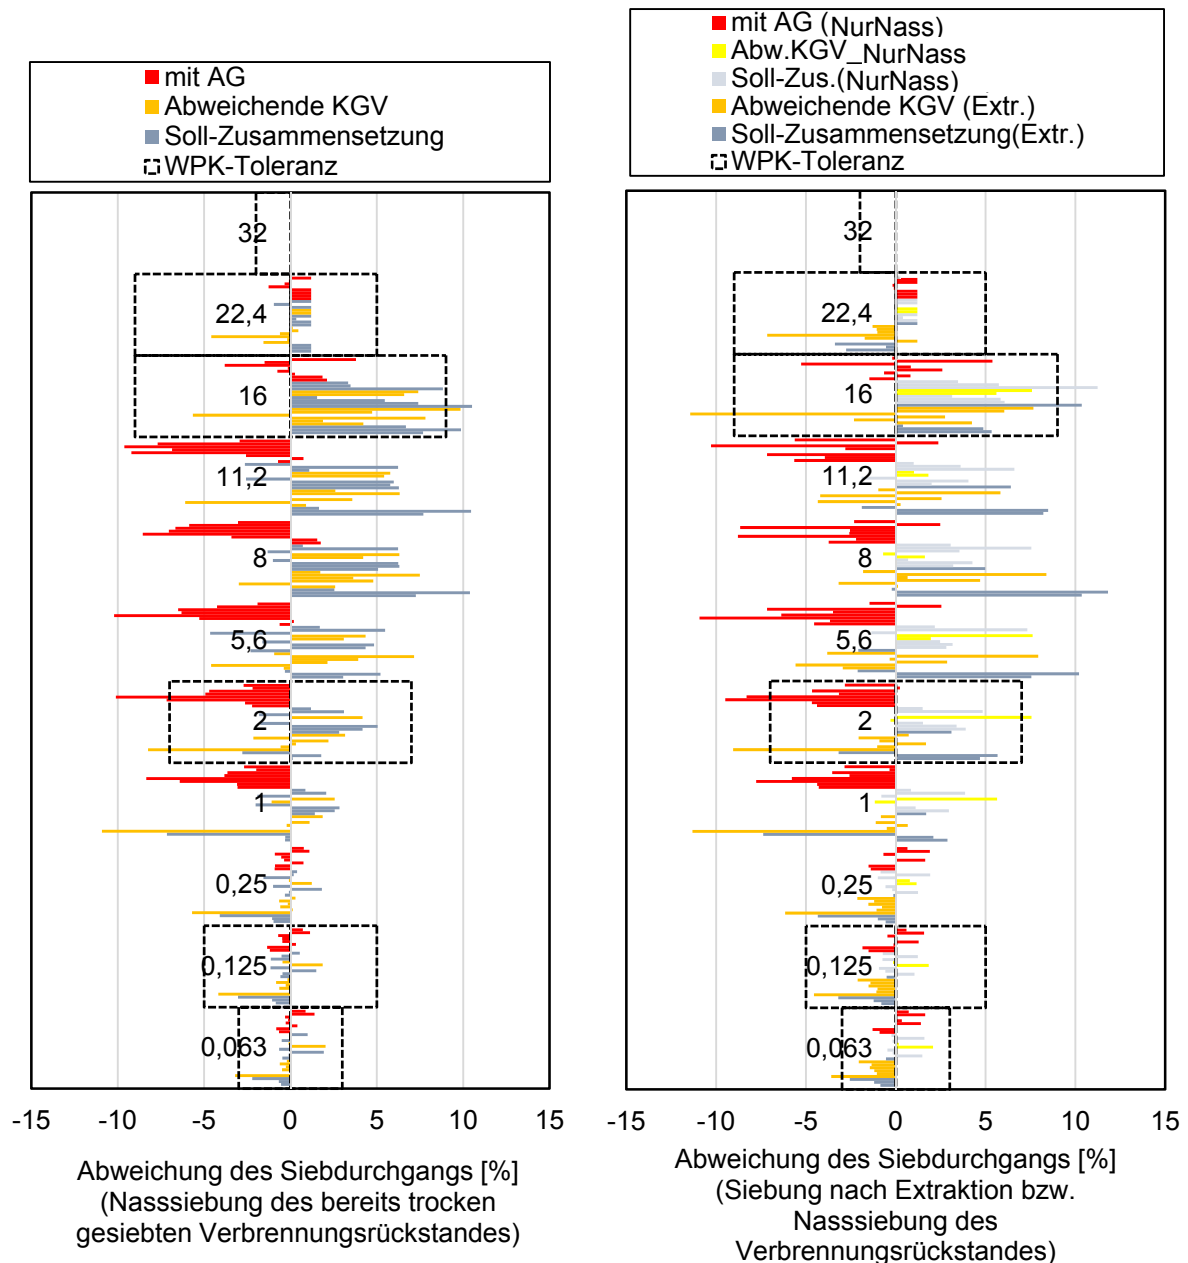 mit AG
Abweichende KGV
Soll-Zusammensetzung
WPK-Toleranz
32
22,4
16
11,2
8
5,6
2
1
0,25
0,125
0,063
-15 -10 -5 0 5 10 15
Abweichung des Siebdurchgangs [%]
(Nasssiebung des bereits trocken
gesiebten Verbrennungsrückstandes)
mit AG (NurNass)
Abw.KGV_NurNass
Soll-Zus.(NurNass)
Abweichende KGV (Extr.)
Soll-Zusammensetzung(Extr.)
WPK-Toleranz
32
22,4
16
11,2
8
5,6
2
1
0,25
0,125
0,063
-15 -10 -5 0 5 10 15
Abweichung des Siebdurchgangs [%]
(Siebung nach Extraktion bzw.
Nasssiebung des
Verbrennungsrückstandes)